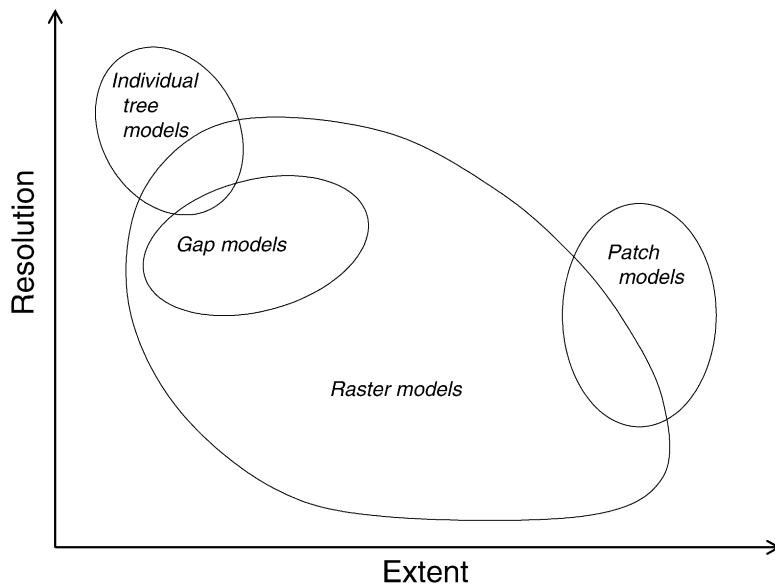 Individual
tree
models
Gap models
Patch
models
Raster models
Resolution
Extent